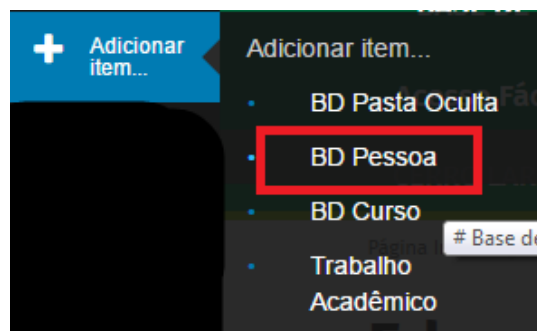 Adicionar
item...
Adicionar item...
BD Pasta Oculta
BD Pessoa
BD Curso
# Base de
Trabalho
Acadêmico